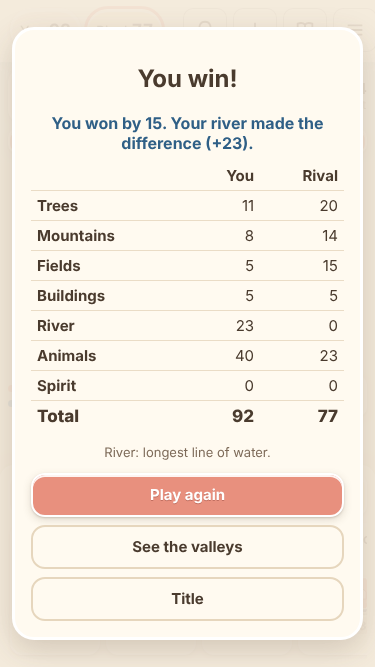 You win!
You won by 15. Your river made the
difference (+23).
You Rival
Trees 11 20
Mountains 8 14
Fields 5 15
Buildings 5 5
River 23 0
Animals 40 23
Spirit 0 0
Total 92 77
River: longest line of water.
Play again
See the valleys
Title